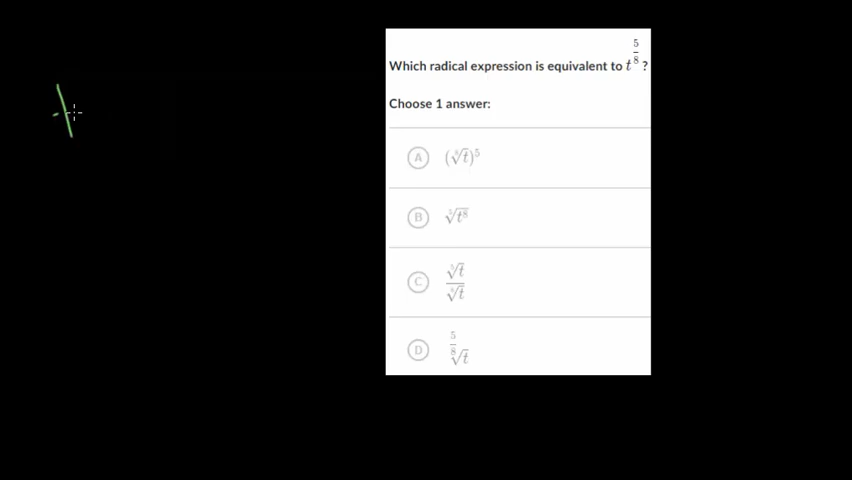 Which radical expression is equivalent to t^(5/8) ?
Choose 1 answer:
A (⁸√t)⁵
B ⁵√t⁸
C ⁵√t / ⁸√t
D ^(5/8)√t